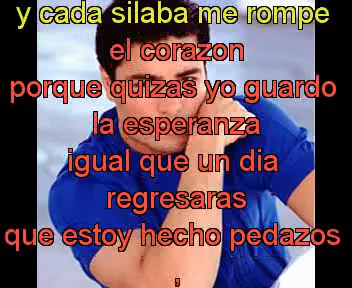 y cada silaba me rompe
el corazon
porque quizas yo guardo
la esperanza
igual que un dia
regresaras
que estoy hecho pedazos
,